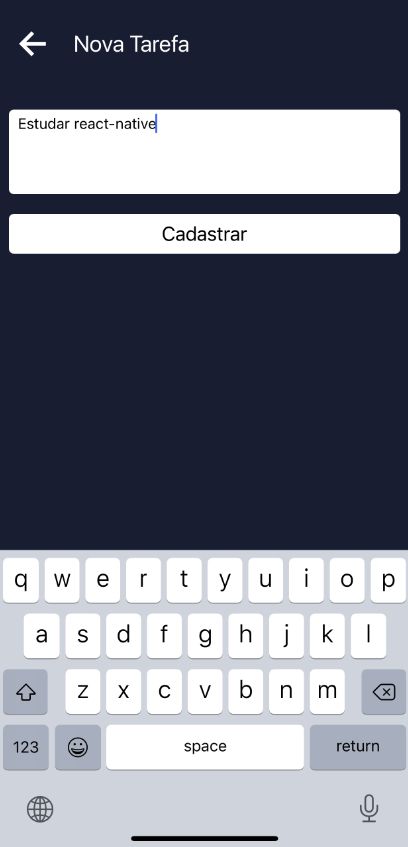 Nova Tarefa
Estudar react-native
Cadastrar
q w e r t y u i o p
a s d f g h j k l
z x c v b n m
123 space return